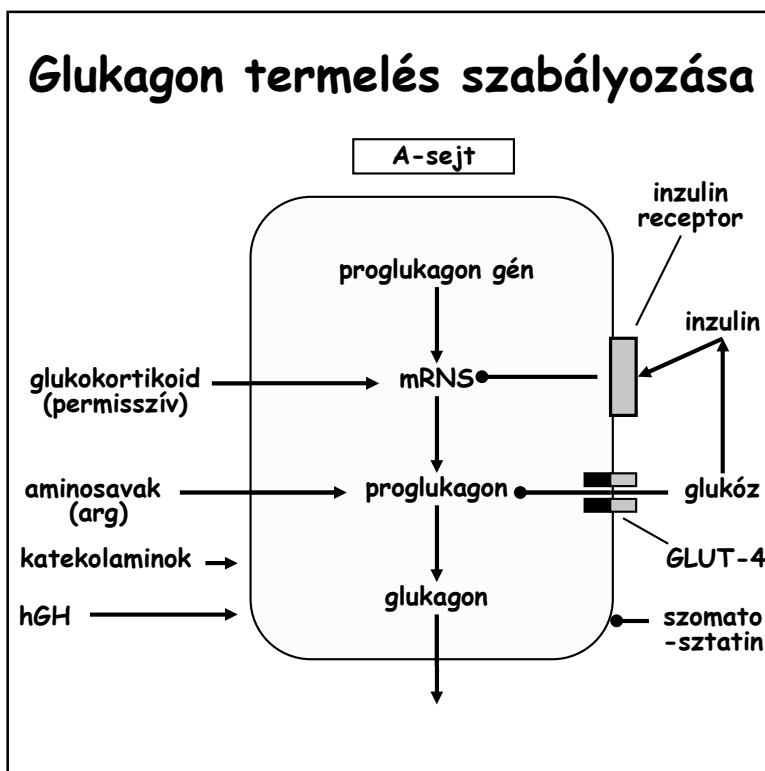 Glukagon termelés szabályozása
A-sejt
inzulin
receptor
proglukagon gén
inzulin
glukokortikoid
(permisszív)
mRNS
aminosavak
(arg)
proglukagon
glukóz
katekolaminok
GLUT-4
glukagon
hGH
szomato
-sztatin